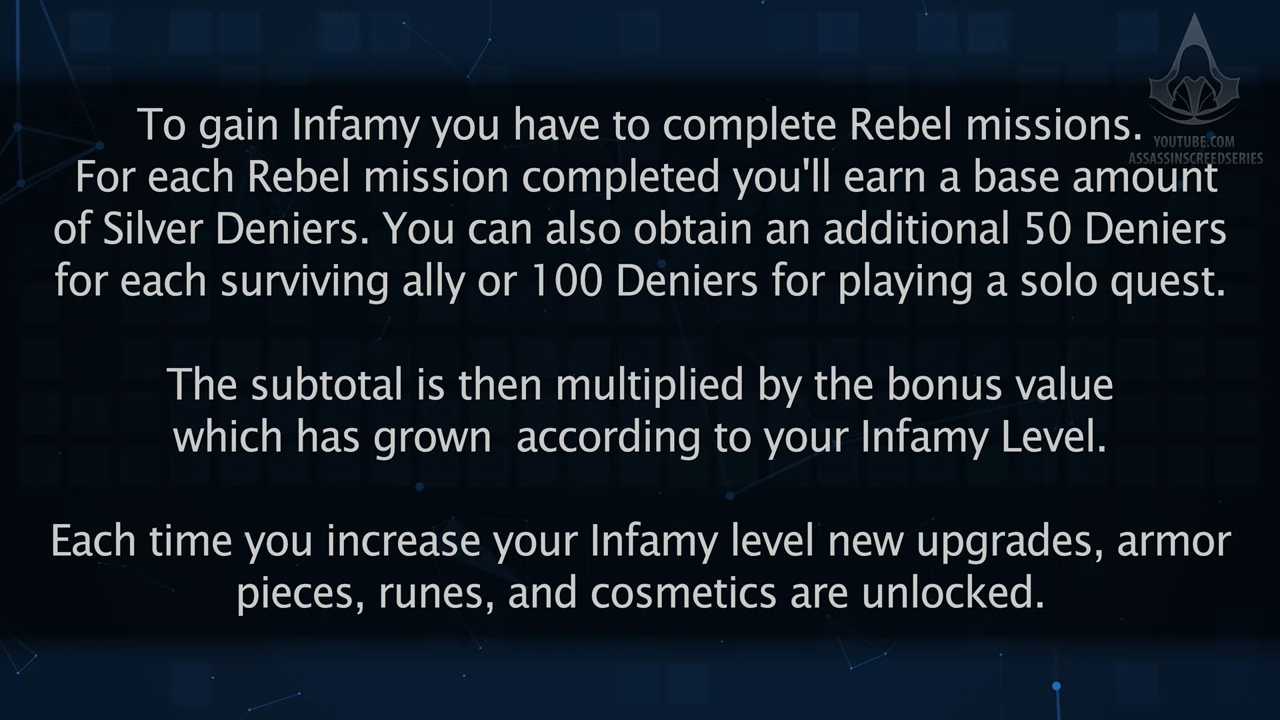 To gain Infamy you have to complete Rebel missions.
For each Rebel mission completed you'll earn a base amount
of Silver Deniers. You can also obtain an additional 50 Deniers
for each surviving ally or 100 Deniers for playing a solo quest.
The subtotal is then multiplied by the bonus value
which has grown  according to your Infamy Level.
Each time you increase your Infamy level new upgrades, armor
pieces, runes, and cosmetics are unlocked.
YOUTUBE.COM
ASSASSINSCREEDSERIES